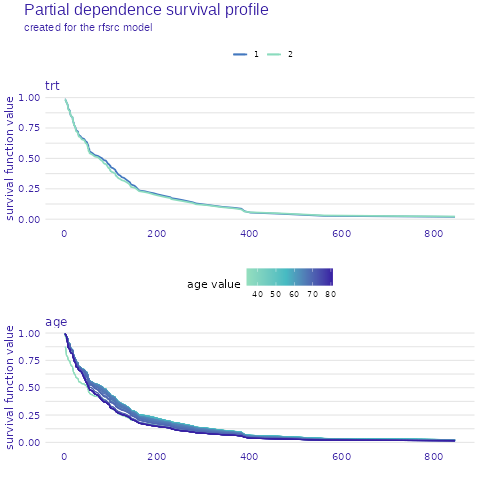 Partial dependence survival profile
created for the rfsrc model
1 2
trt
survival function value
1.00
0.75
0.50
0.25
0.00
0 200 400 600 800
age value
40 50 60 70 80
age
survival function value
1.00
0.75
0.50
0.25
0.00
0 200 400 600 800